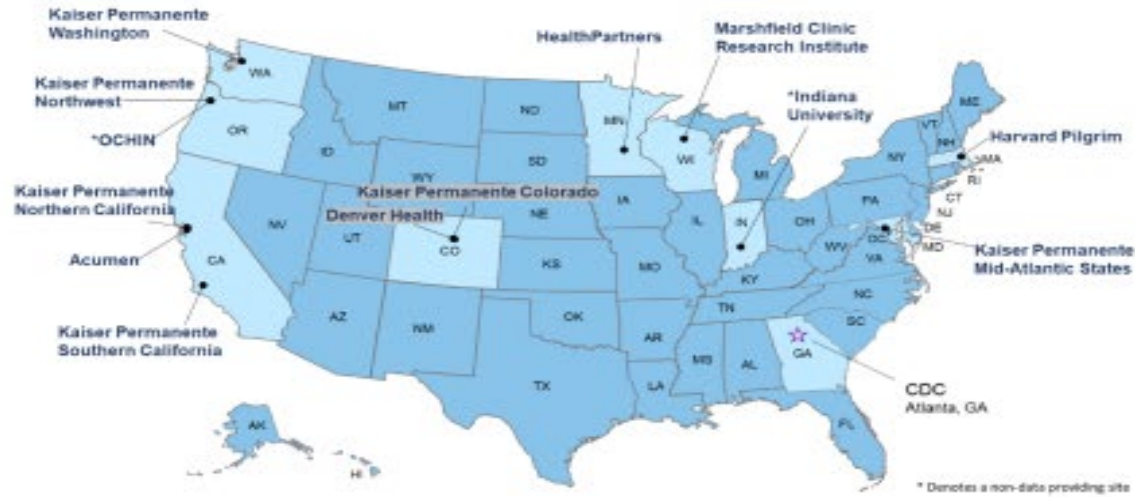 Kaiser Permanente
Washington
Kaiser Permanente
Northwest
*OCHIN
Kaiser Permanente
Northern California
Acumen
Kaiser Permanente
Southern California
Kaiser Permanente Colorado
Denver Health
HealthPartners
Marshfield Clinic
Research Institute
*Indiana
University
Harvard Pilgrim
Kaiser Permanente
Mid-Atlantic States
CDC
Atlanta, GA
WA
OR
CA
NV
ID
MT
WY
UT
CO
AZ
NM
ND
SD
NE
KS
OK
TX
MN
IA
MO
AR
LA
WI
IL
MI
IN
OH
KY
TN
MS
AL
GA
FL
SC
NC
VA
WV
DC
PA
NY
VT
NH
ME
MA
RI
CT
NJ
DE
MD
AK
HI
* Denotes a non-data providing site